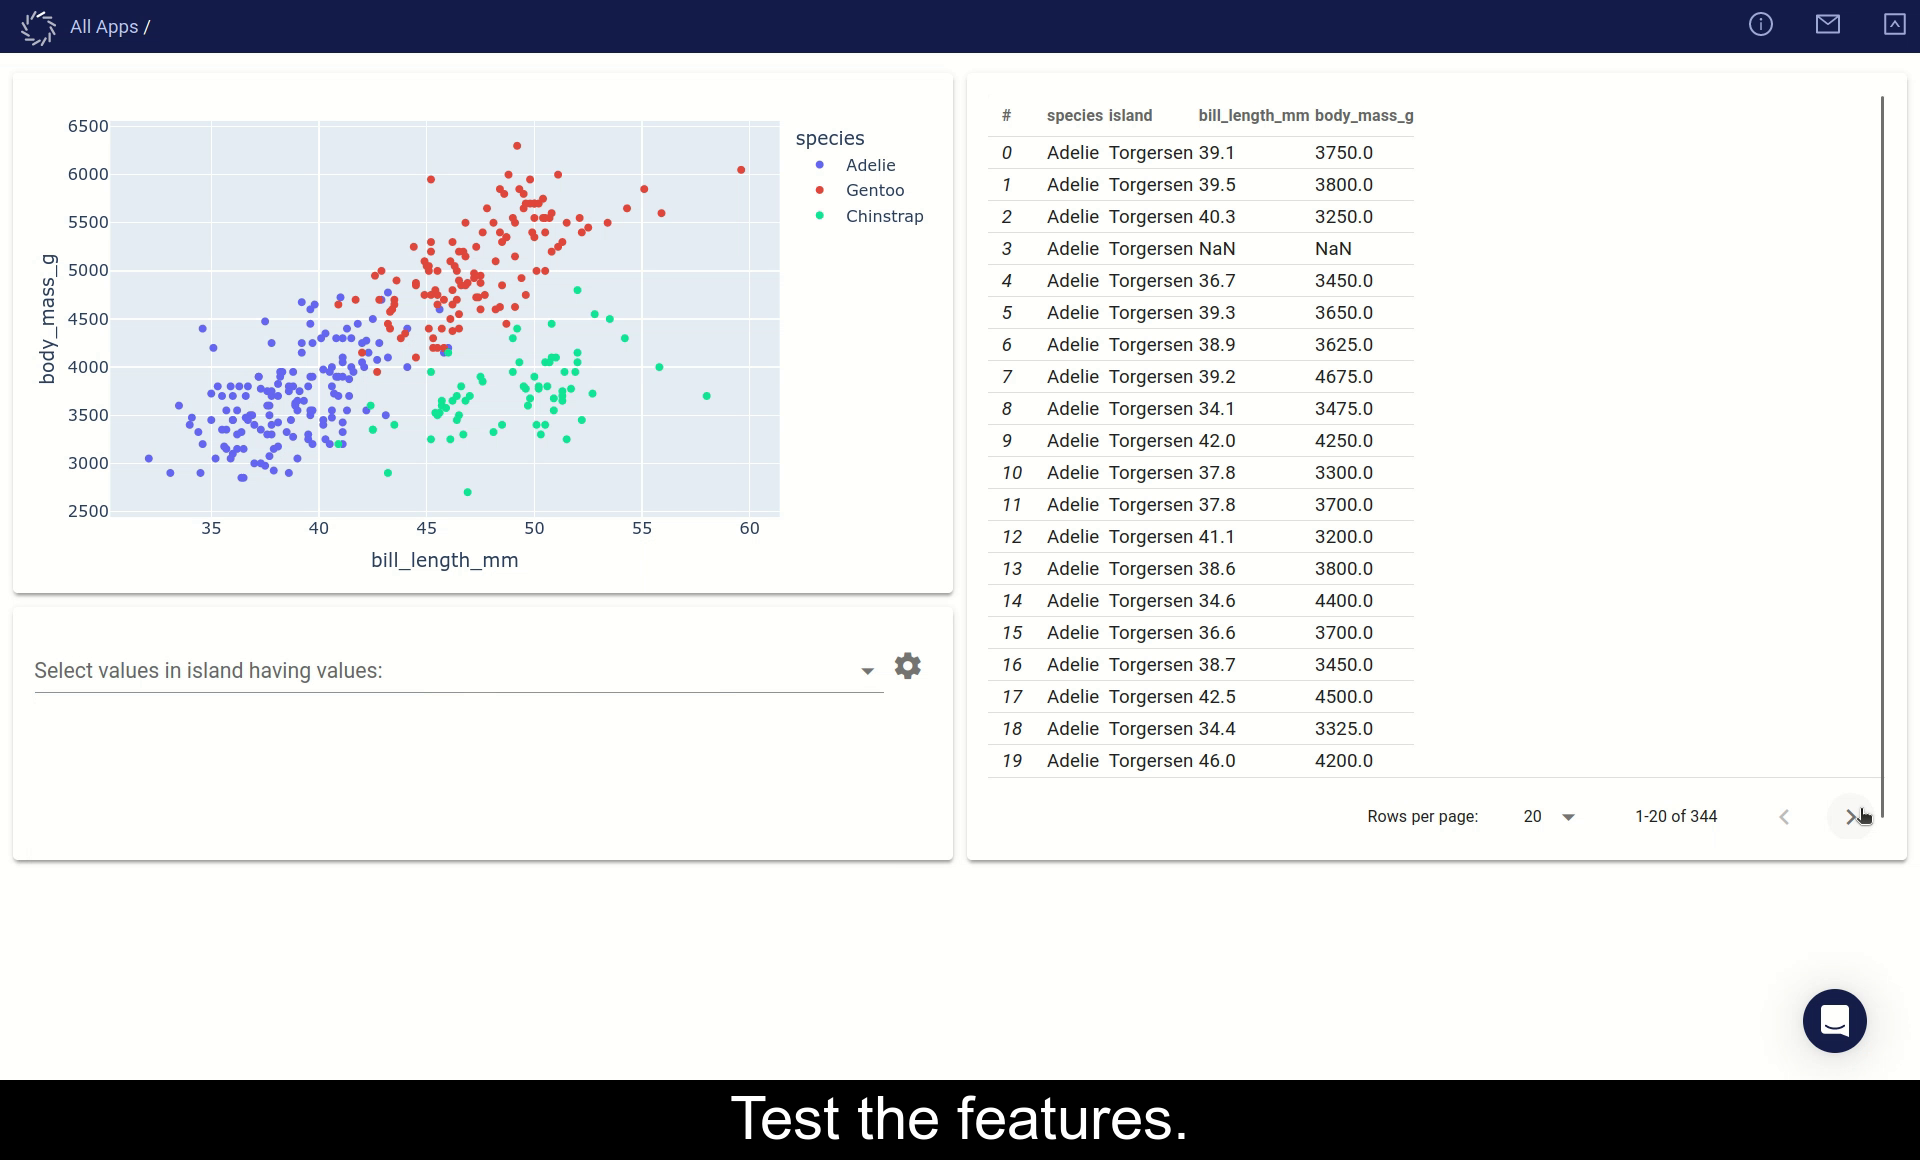 All Apps /
6500
6000
5500
5000
4500
4000
3500
3000
2500
body_mass_g
35 40 45 50 55 60
bill_length_mm
species
Adelie
Gentoo
Chinstrap
Select values in island having values:
# species island bill_length_mm body_mass_g
0 Adelie Torgersen 39.1 3750.0
1 Adelie Torgersen 39.5 3800.0
2 Adelie Torgersen 40.3 3250.0
3 Adelie Torgersen NaN NaN
4 Adelie Torgersen 36.7 3450.0
5 Adelie Torgersen 39.3 3650.0
6 Adelie Torgersen 38.9 3625.0
7 Adelie Torgersen 39.2 4675.0
8 Adelie Torgersen 34.1 3475.0
9 Adelie Torgersen 42.0 4250.0
10 Adelie Torgersen 37.8 3300.0
11 Adelie Torgersen 37.8 3700.0
12 Adelie Torgersen 41.1 3200.0
13 Adelie Torgersen 38.6 3800.0
14 Adelie Torgersen 34.6 4400.0
15 Adelie Torgersen 36.6 3700.0
16 Adelie Torgersen 38.7 3450.0
17 Adelie Torgersen 42.5 4500.0
18 Adelie Torgersen 34.4 3325.0
19 Adelie Torgersen 46.0 4200.0
Rows per page: 20 1-20 of 344
Test the features.